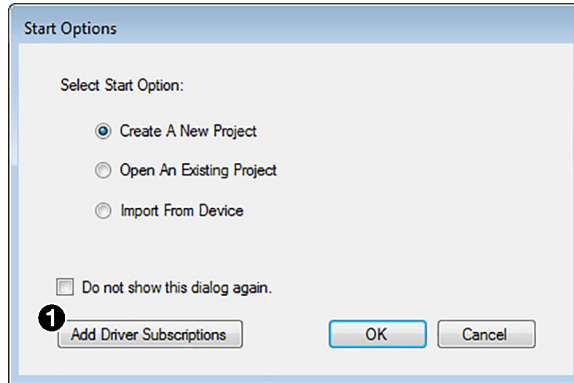 Start Options
Select Start Option:
Create A New Project
Open An Existing Project
Import From Device
Do not show this dialog again.
1
Add Driver Subscriptions OK Cancel